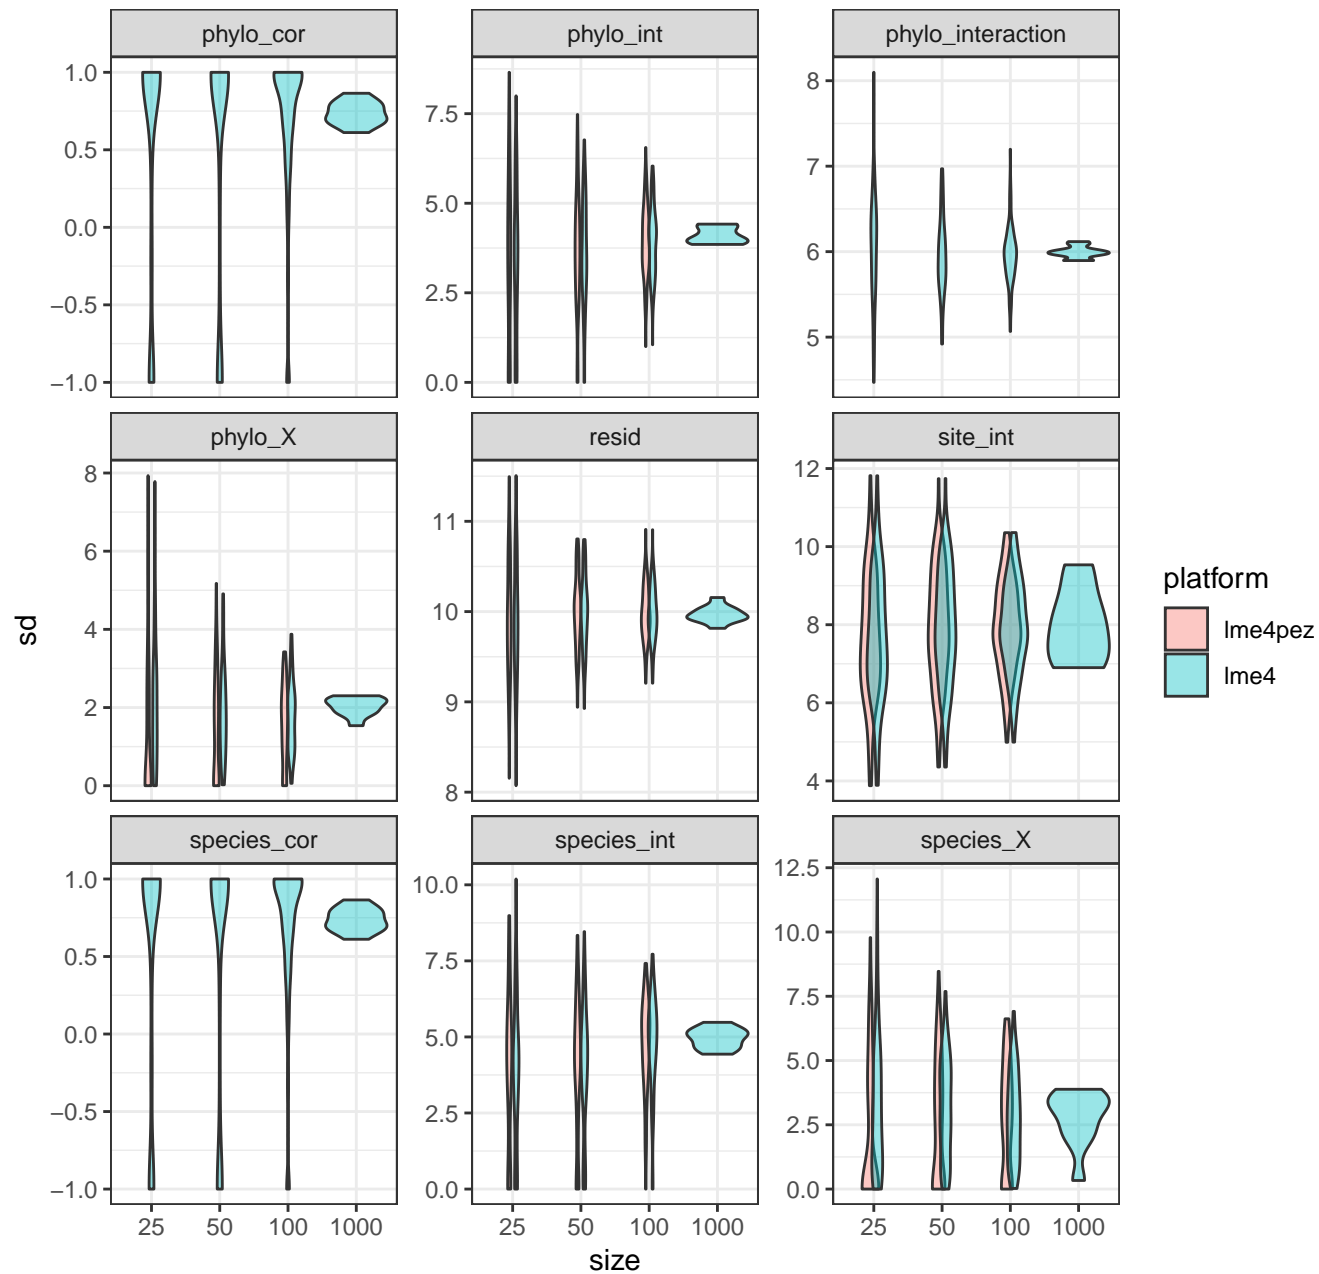 phylo_cor
phylo_int
phylo_interaction
1.0
0.5
0.0
−0.5
−1.0
7.5
5.0
2.5
0.0
8
7
6
5
phylo_X
resid
site_int
8
6
4
2
0
11
10
9
8
12
10
8
6
4
species_cor
species_int
species_X
1.0
0.5
0.0
−0.5
−1.0
10.0
7.5
5.0
2.5
0.0
12.5
10.0
7.5
5.0
2.5
0.0
25 50 100 1000
25 50 100 1000
25 50 100 1000
size
sd
platform
lme4pez
lme4